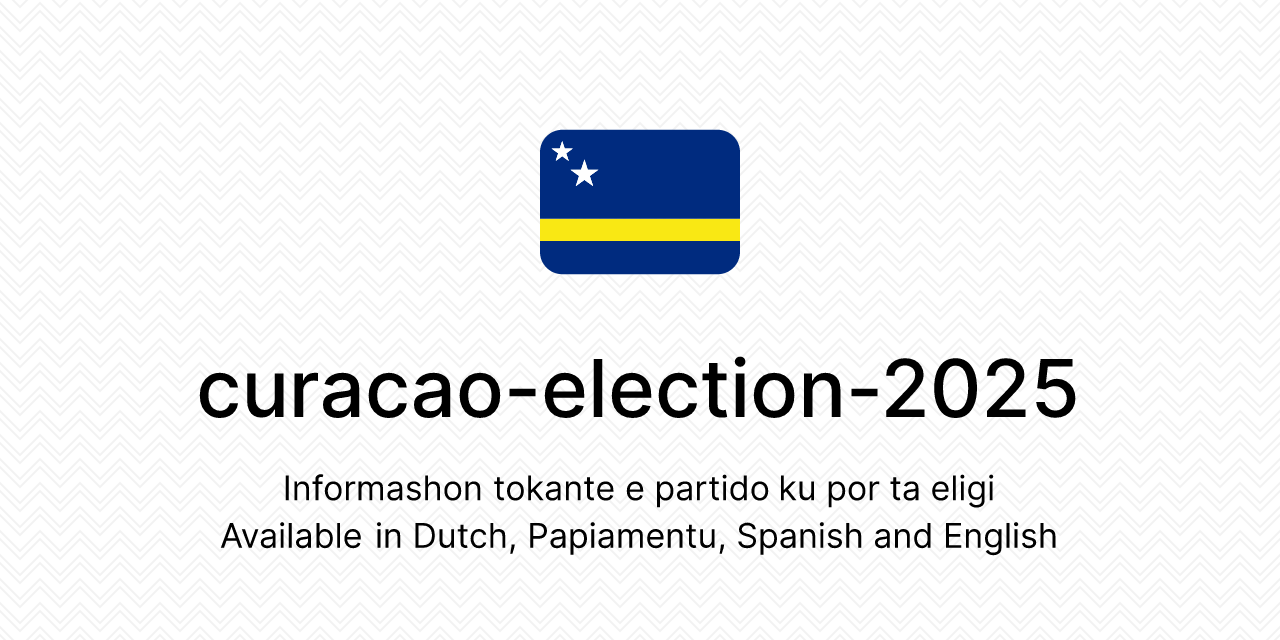 curacao-election-2025
Informashon tokante e partido ku por ta eligi
Available in Dutch, Papiamentu, Spanish and English